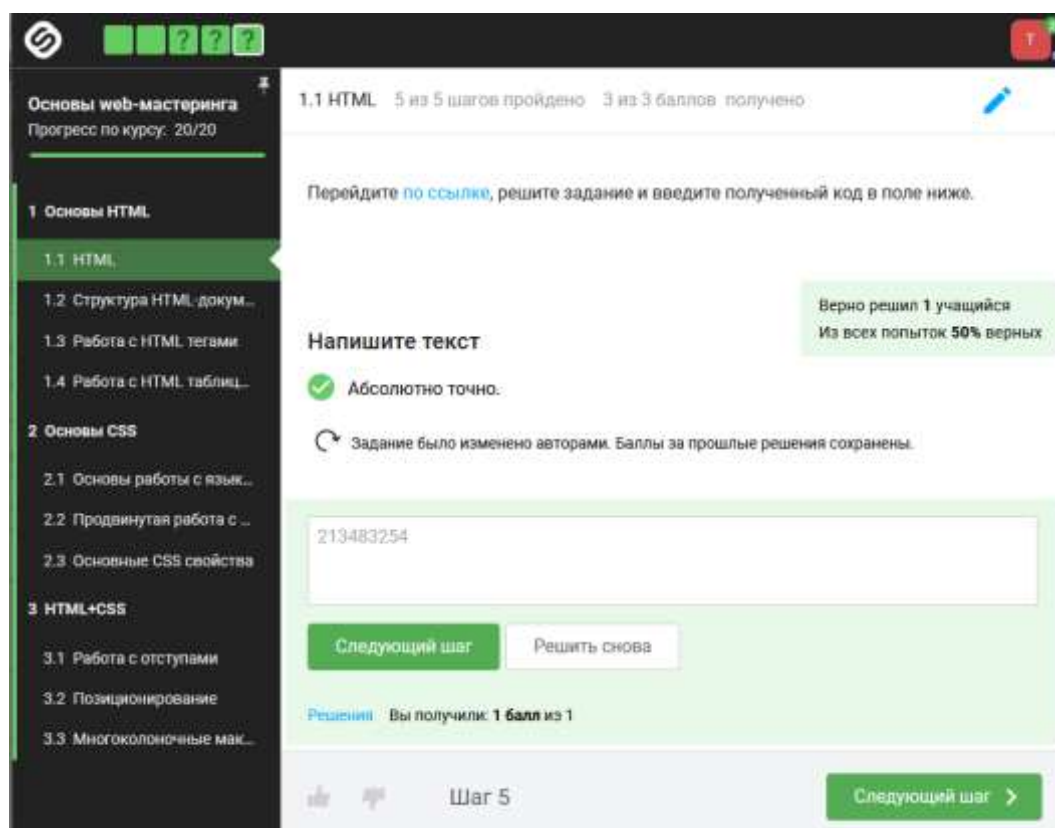 ? ? ?
T
Основы web-мастеринга
Прогресс по курсу: 20/20
1 Основы HTML
1.1 HTML
1.2 Структура HTML-докум...
1.3 Работа с HTML тегами
1.4 Работа с HTML таблиц...
2 Основы CSS
2.1 Основы работы с язык...
2.2 Продвинутая работа с ...
2.3 Основные CSS свойства
3 HTML+CSS
3.1 Работа с отступами
3.2 Позиционирование
3.3 Многоколоночные мак...
1.1 HTML 5 из 5 шагов пройдено 3 из 3 баллов получено
Перейдите по ссылке, решите задание и введите полученный код в поле ниже.
Верно решил 1 учащийся
Из всех попыток 50% верных
Напишите текст
Абсолютно точно.
Задание было изменено авторами. Баллы за прошлые решения сохранены.
213483254
Следующий шаг Решить снова
Решения Вы получили: 1 балл из 1
Шаг 5 Следующий шаг